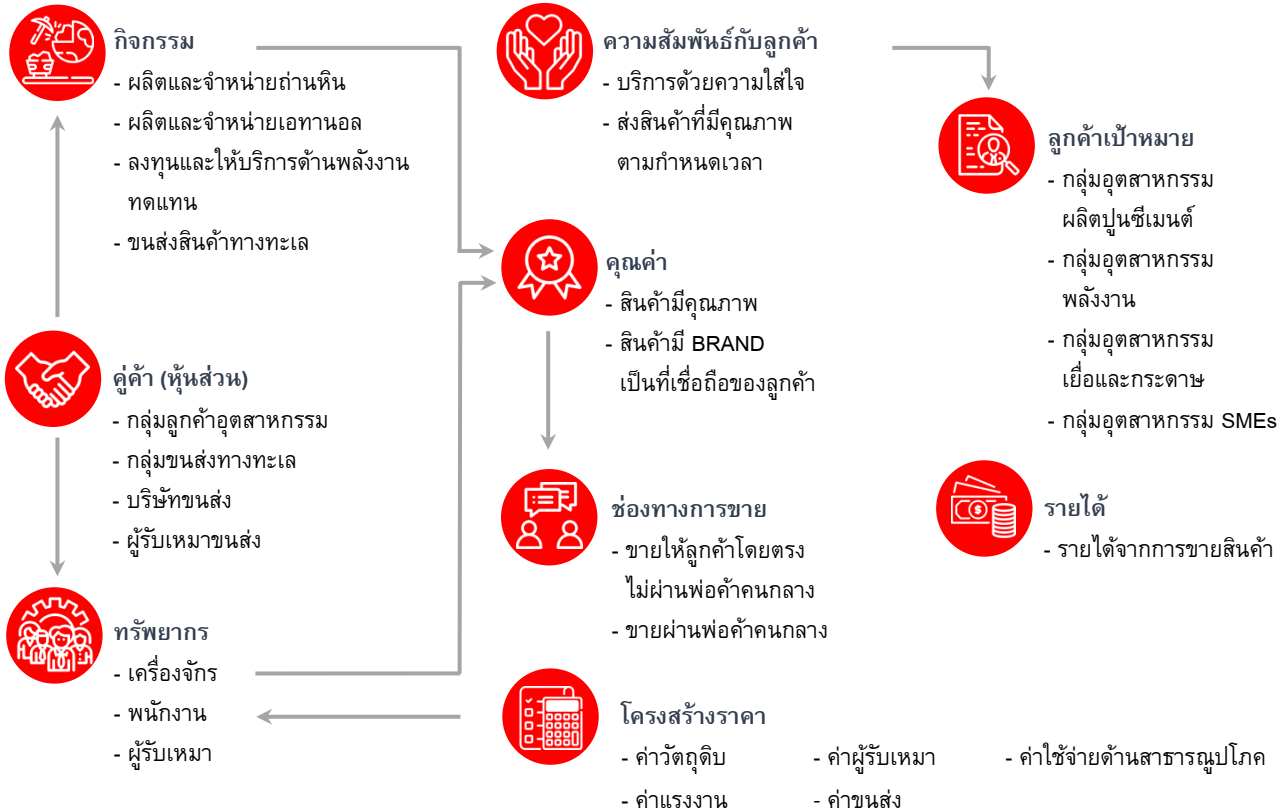 กิจกรรม
- ผลิตและจำหน่ายถ่านหิน
- ผลิตและจำหน่ายเอทานอล
- ลงทุนและให้บริการด้านพลังงาน
ทดแทน
- ขนส่งสินค้าทางทะเล
คู่ค้า (หุ้นส่วน)
- กลุ่มลูกค้าอุตสาหกรรม
- กลุ่มขนส่งทางทะเล
- บริษัทขนส่ง
- ผู้รับเหมาขนส่ง
ทรัพยากร
- เครื่องจักร
- พนักงาน
- ผู้รับเหมา
ความสัมพันธ์กับลูกค้า
- บริการด้วยความใส่ใจ
- ส่งสินค้าที่มีคุณภาพ
ตามกำหนดเวลา
คุณค่า
- สินค้ามีคุณภาพ
- สินค้ามี BRAND
เป็นที่เชื่อถือของลูกค้า
ช่องทางการขาย
- ขายให้ลูกค้าโดยตรง
ไม่ผ่านพ่อค้าคนกลาง
- ขายผ่านพ่อค้าคนกลาง
โครงสร้างราคา
- ค่าวัตถุดิบ - ค่าผู้รับเหมา - ค่าใช้จ่ายด้านสาธารณูปโภค
- ค่าแรงงาน - ค่าขนส่ง
ลูกค้าเป้าหมาย
- กลุ่มอุตสาหกรรม
ผลิตปูนซีเมนต์
- กลุ่มอุตสาหกรรม
พลังงาน
- กลุ่มอุตสาหกรรม
เยื่อและกระดาษ
- กลุ่มอุตสาหกรรม SMEs
รายได้
- รายได้จากการขายสินค้า